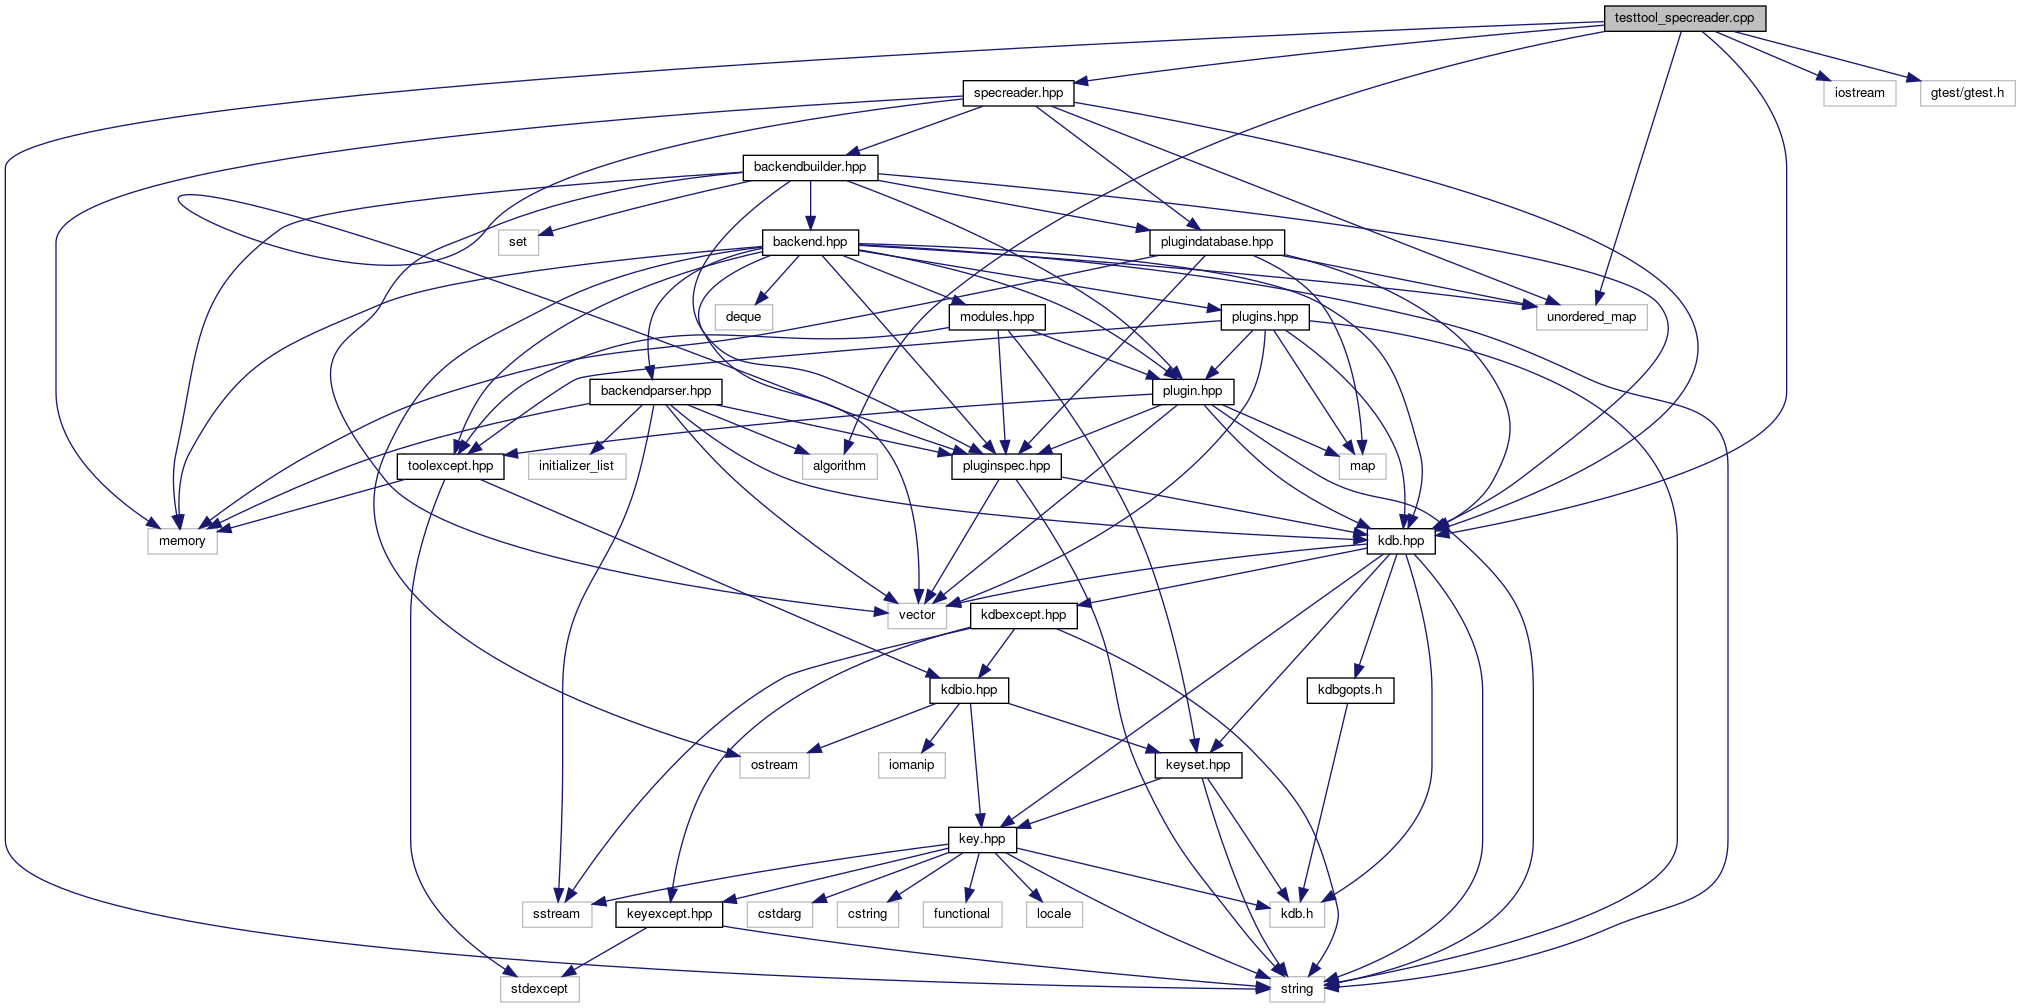 testtool_specreader.cpp
specreader.hpp
iostream
gtest/gtest.h
backendbuilder.hpp
set
backend.hpp
plugindatabase.hpp
deque
modules.hpp
plugins.hpp
unordered_map
backendparser.hpp
plugin.hpp
toolexcept.hpp
initializer_list
algorithm
pluginspec.hpp
map
memory
kdb.hpp
vector
kdbexcept.hpp
kdbio.hpp
kdbgopts.h
ostream
iomanip
keyset.hpp
key.hpp
sstream
keyexcept.hpp
cstdarg
cstring
functional
locale
kdb.h
stdexcept
string